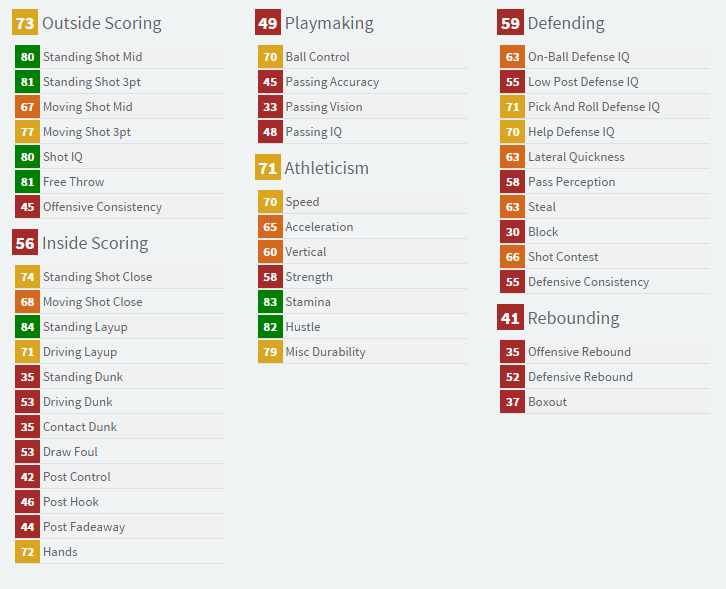 73 Outside Scoring
80 Standing Shot Mid
81 Standing Shot 3pt
67 Moving Shot Mid
77 Moving Shot 3pt
80 Shot IQ
81 Free Throw
45 Offensive Consistency
56 Inside Scoring
74 Standing Shot Close
68 Moving Shot Close
84 Standing Layup
71 Driving Layup
35 Standing Dunk
53 Driving Dunk
35 Contact Dunk
53 Draw Foul
42 Post Control
46 Post Hook
44 Post Fadeaway
72 Hands
49 Playmaking
70 Ball Control
45 Passing Accuracy
33 Passing Vision
48 Passing IQ
71 Athleticism
70 Speed
65 Acceleration
60 Vertical
58 Strength
83 Stamina
82 Hustle
79 Misc Durability
59 Defending
63 On-Ball Defense IQ
55 Low Post Defense IQ
71 Pick And Roll Defense IQ
70 Help Defense IQ
63 Lateral Quickness
58 Pass Perception
63 Steal
30 Block
66 Shot Contest
55 Defensive Consistency
41 Rebounding
35 Offensive Rebound
52 Defensive Rebound
37 Boxout